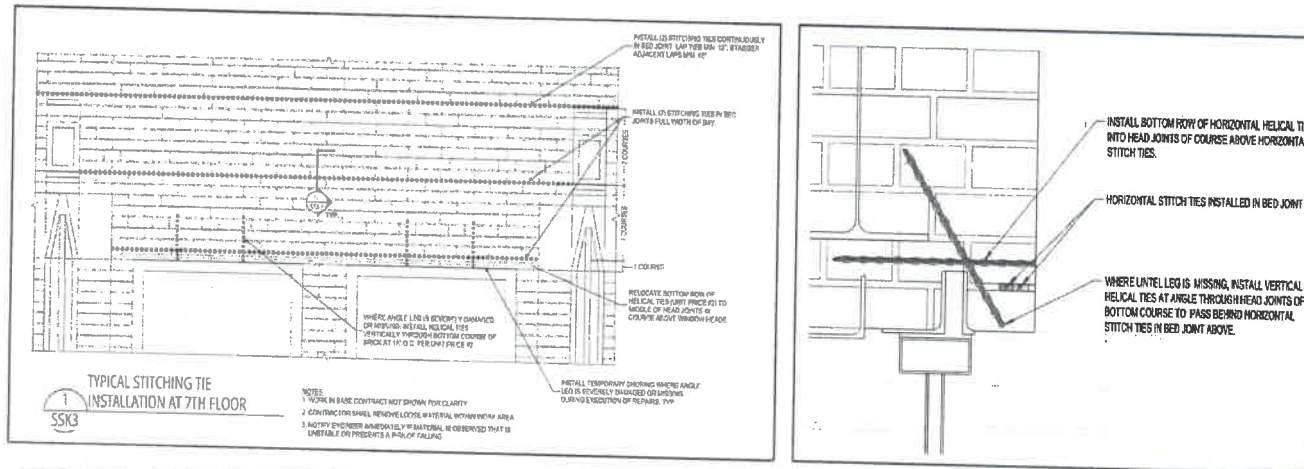 INSTALL (2) STITCHING TIES CONTINUOUSLY
IN BED JOINT. LAP TIES MIN. 12". STAGGER
ADJACENT LAPS MIN.
INSTALL (2) STITCHING TIES IN BED
JOINTS FULL WIDTH OF BAY.
2 COURSES
7 COURSES
1 COURSE
TYP.
RELOCATE BOTTOM ROW OF
HELICAL TIES (UNIT PRICE #2) TO
MIDDLE OF HEAD JOINTS IN
COURSE ABOVE WINDOW HEADS
WHERE ANGLE LEG IS SEVERELY DAMAGED
OR MISSING, INSTALL HELICAL TIES
VERTICALLY THROUGH BOTTOM COURSE OF
BRICK AT O.C. PER UNIT PRICE #2
INSTALL TEMPORARY SHORING WHERE ANGLE
LEG IS SEVERELY DAMAGED OR MISSING
DURING EXECUTION OF REPAIRS, TYP
1
SSK3
TYPICAL STITCHING TIE
INSTALLATION AT 7TH FLOOR
NOTES:
1. WORK IN BASE CONTRACT NOT SHOWN FOR CLARITY
2. CONTRACTOR SHALL REMOVE LOOSE MATERIAL WITHIN WORK AREA
3. NOTIFY ENGINEER IMMEDIATELY IF MATERIAL IS OBSERVED THAT IS
UNSTABLE OR PRESENTS A RISK OF FALLING
INSTALL BOTTOM ROW OF HORIZONTAL HELICAL TI
INTO HEAD JOINTS OF COURSE ABOVE HORIZONTA
STITCH TIES.
HORIZONTAL STITCH TIES INSTALLED IN BED JOINT
WHERE LINTEL LEG IS MISSING, INSTALL VERTICAL
HELICAL TIES AT ANGLE THROUGH HEAD JOINTS OF
BOTTOM COURSE TO PASS BEHIND HORIZONTAL
STITCH TIES IN BED JOINT ABOVE.